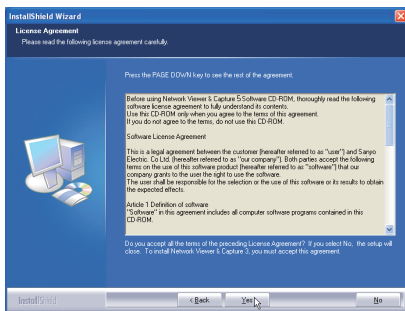 InstallShield Wizard
License Agreement
Please read the following license agreement carefully.
Press the PAGE DOWN key to see the rest of the agreement.
Before using Network Viewer & Capture 5 Software CD-ROM, thoroughly read the following
software license agreement to fully understand its contents.
Use this CD-ROM only when you agree to the terms of this agreement.
If you do not agree to the terms, do not use this CD-ROM.
Software License Agreement
This is a legal agreement between the customer (hereafter referred to as "user") and Sanyo
Electric. Co Ltd. (hereafter referred to as "our company"). Both parties accept the following
terms on the use of this software product (hereafter referred to as "software") that our
company grants to the user the right to use the software.
The user shall be responsible for the selection or the use of this software or its results to obtain
the expected effects.
Article 1 Definition of software
"Software" in this agreement includes all computer software programs contained in this
CD-ROM.
Do you accept all the terms of the preceding License Agreement? If you select No, the setup will
close. To install Network Viewer & Capture 3, you must accept this agreement.
InstallShield
< Back
Yes
No